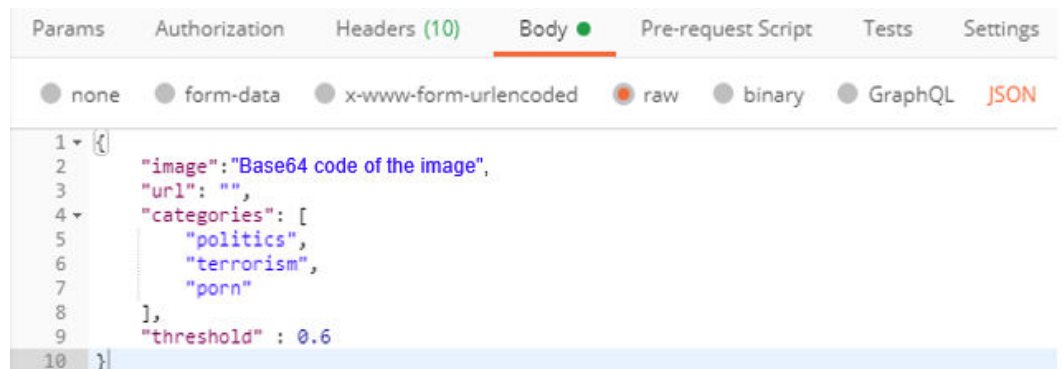 Params Authorization Headers (10) Body Pre-request Script Tests Settings
none form-data x-www-form-urlencoded raw binary GraphQL JSON
1 {
2 "image":"Base64 code of the image",
3 "url": "",
4 "categories": [
5 "politics",
6 "terrorism",
7 "porn"
8 ],
9 "threshold" : 0.6
10 }